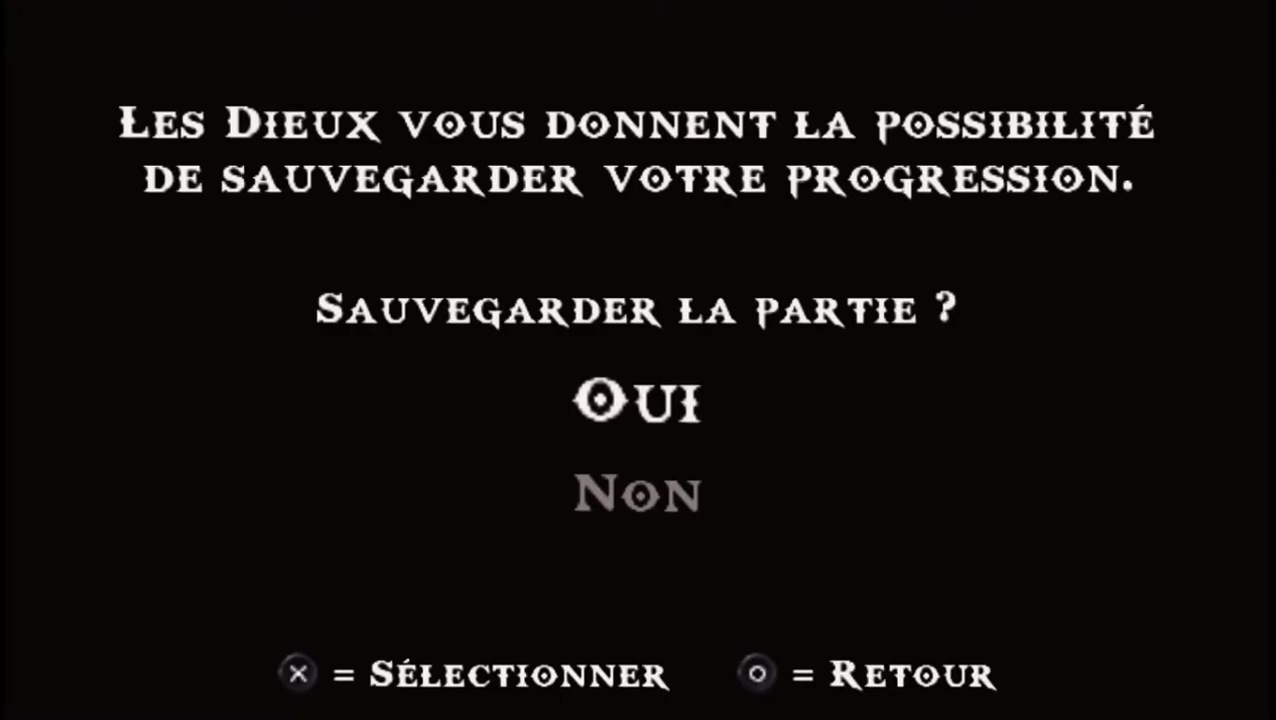 Les Dieux vous donnent la possibilité
de sauvegarder votre progression.
Sauvegarder la partie ?
Oui
Non
= Sélectionner = Retour